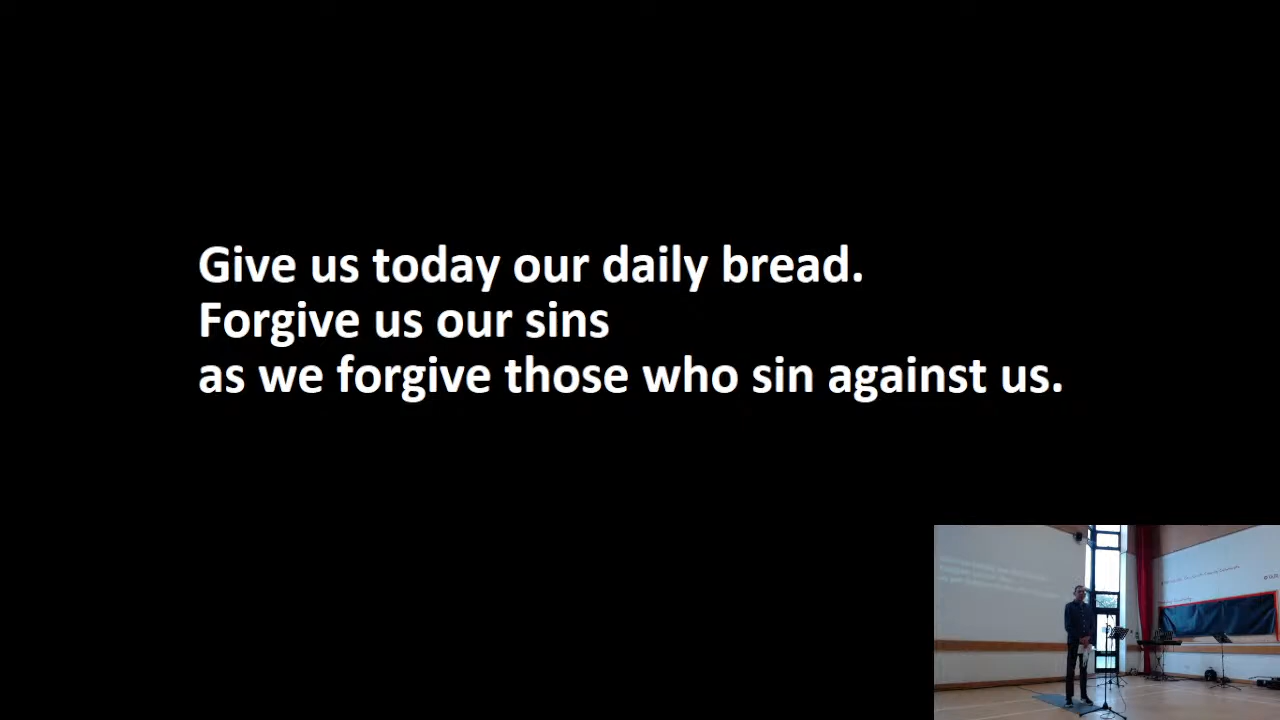 Give us today our daily bread.
Forgive us our sins
as we forgive those who sin against us.